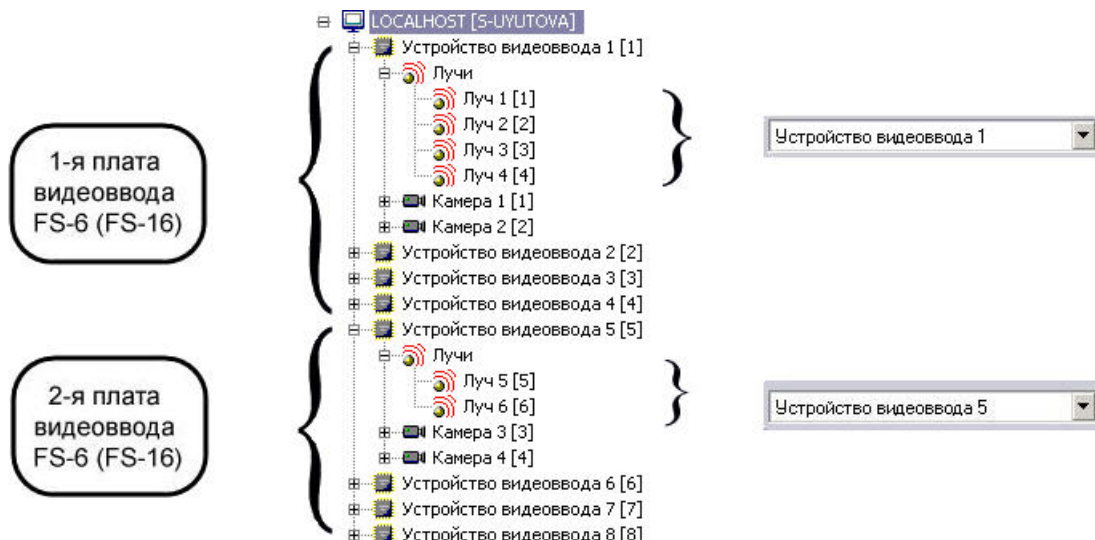 LOCALHOST [S-UYUTOVA]
Устройство видеоввода 1 [1]
Лучи
Луч 1 [1]
Луч 2 [2]
Луч 3 [3]
Луч 4 [4]
Камера 1 [1]
Камера 2 [2]
Устройство видеоввода 2 [2]
Устройство видеоввода 3 [3]
Устройство видеоввода 4 [4]
Устройство видеоввода 5 [5]
Лучи
Луч 5 [5]
Луч 6 [6]
Камера 3 [3]
Камера 4 [4]
Устройство видеоввода 6 [6]
Устройство видеоввода 7 [7]
Устройство видеоввода 8 [8]
1-я плата
видеоввода
FS-6 (FS-16)
2-я плата
видеоввода
FS-6 (FS-16)
Устройство видеоввода 1
Устройство видеоввода 5